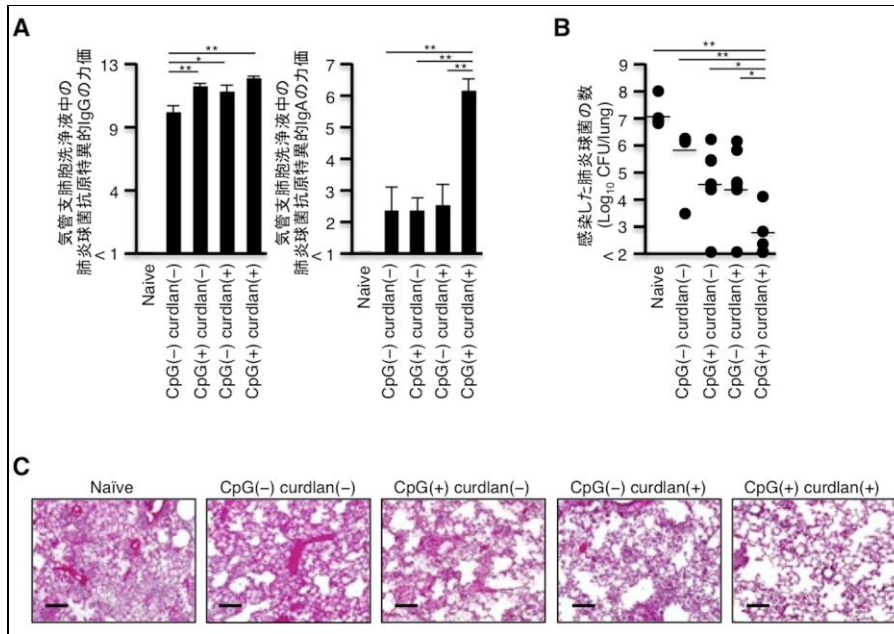 A
気管支肺胞洗浄液中の
肺炎球菌抗原特異的IgGの力価
13
9
4
< 1
**
*
**
Naive
CpG(−) curdlan(−)
CpG(+) curdlan(−)
CpG(−) curdlan(+)
CpG(+) curdlan(+)
気管支肺胞洗浄液中の
肺炎球菌抗原特異的IgAの力価
7
6
5
4
3
2
< 1
**
**
**
Naive
CpG(−) curdlan(−)
CpG(+) curdlan(−)
CpG(−) curdlan(+)
CpG(+) curdlan(+)
B
感染した肺炎球菌の数
(Log10 CFU/lung)
9
8
7
6
5
4
3
< 2
**
**
*
*
Naive
CpG(−) curdlan(−)
CpG(+) curdlan(−)
CpG(−) curdlan(+)
CpG(+) curdlan(+)
C
Naïve
CpG(−) curdlan(−)
CpG(+) curdlan(−)
CpG(−) curdlan(+)
CpG(+) curdlan(+)